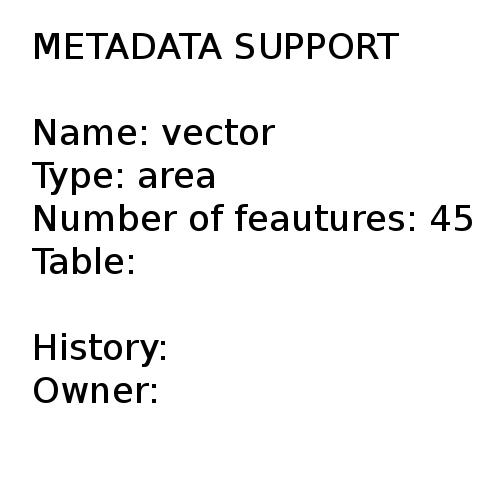 METADATA SUPPORT
Name: vector
Type: area
Number of feautures: 45
Table:
History:
Owner: